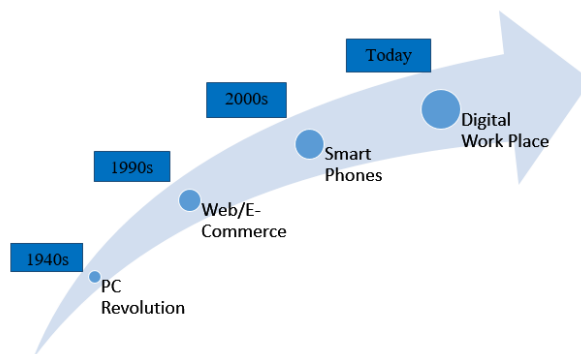 Today
2000s
Digital
Work Place
Smart
Phones
1990s
Web/E-
Commerce
1940s
PC
Revolution